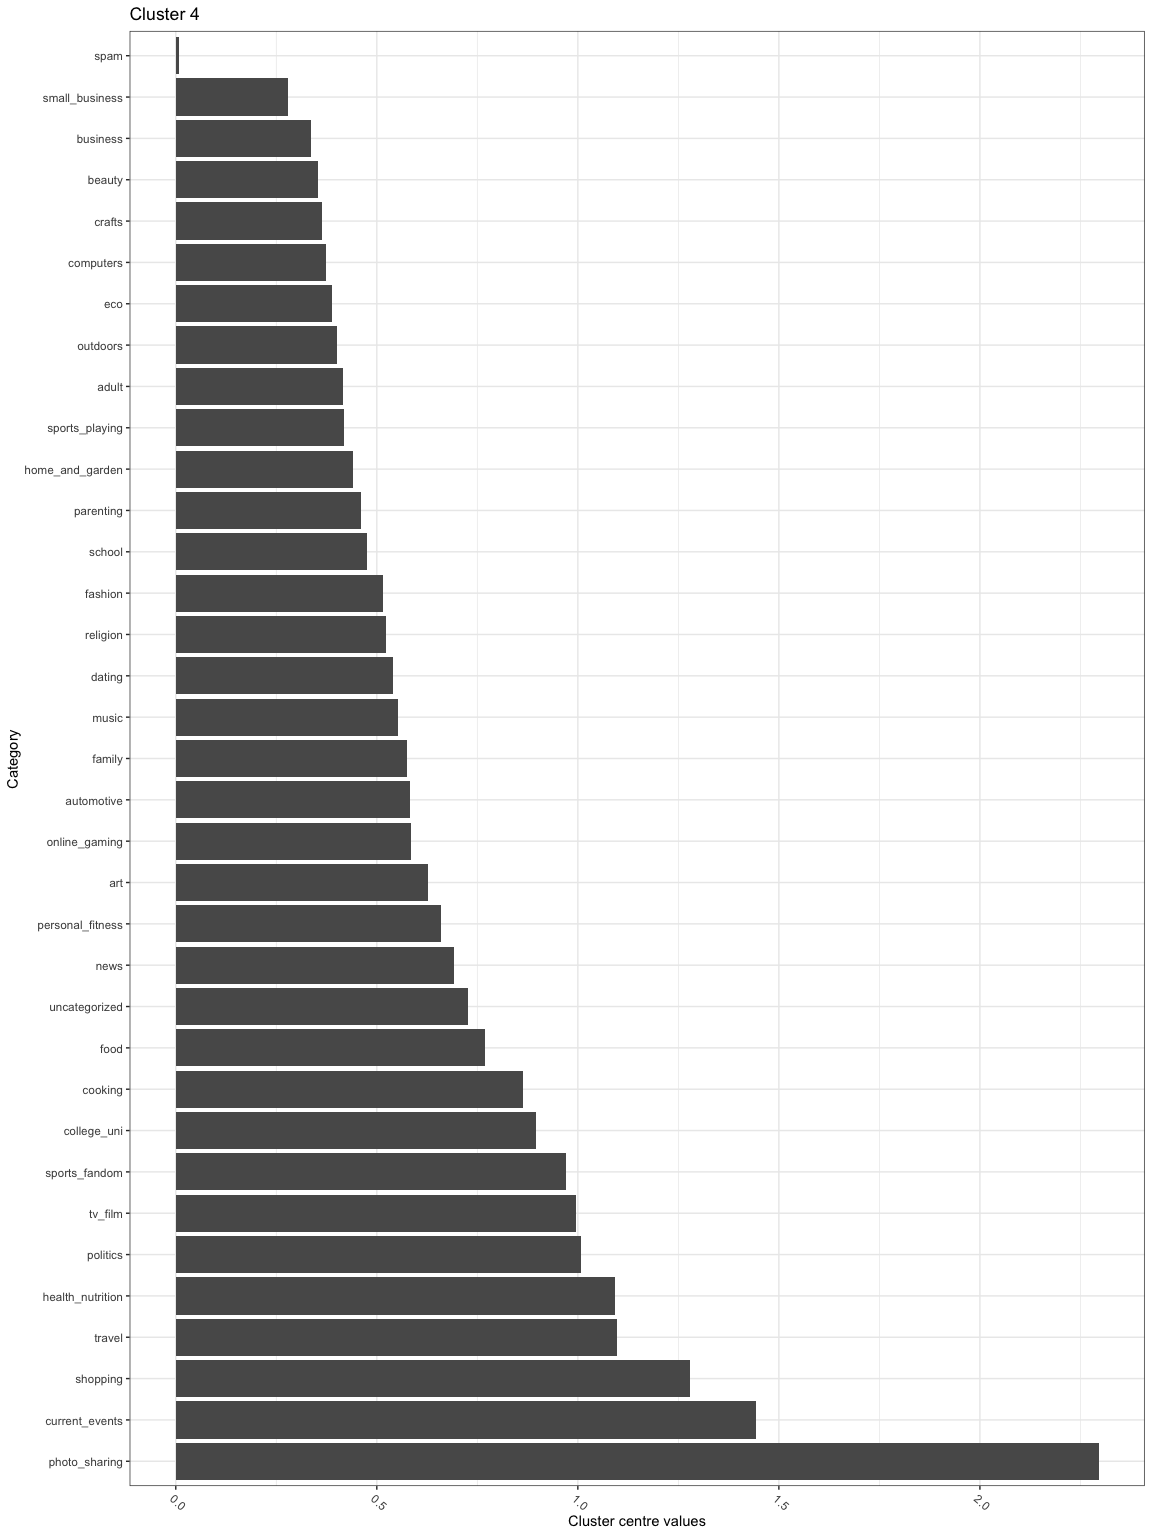 Cluster 4
spam
small_business
business
beauty
crafts
computers
eco
outdoors
adult
sports_playing
home_and_garden
parenting
school
fashion
religion
dating
music
family
automotive
online_gaming
art
personal_fitness
news
uncategorized
food
cooking
college_uni
sports_fandom
tv_film
politics
health_nutrition
travel
shopping
current_events
photo_sharing
Category
0.0
0.5
1.0
1.5
2.0
Cluster centre values